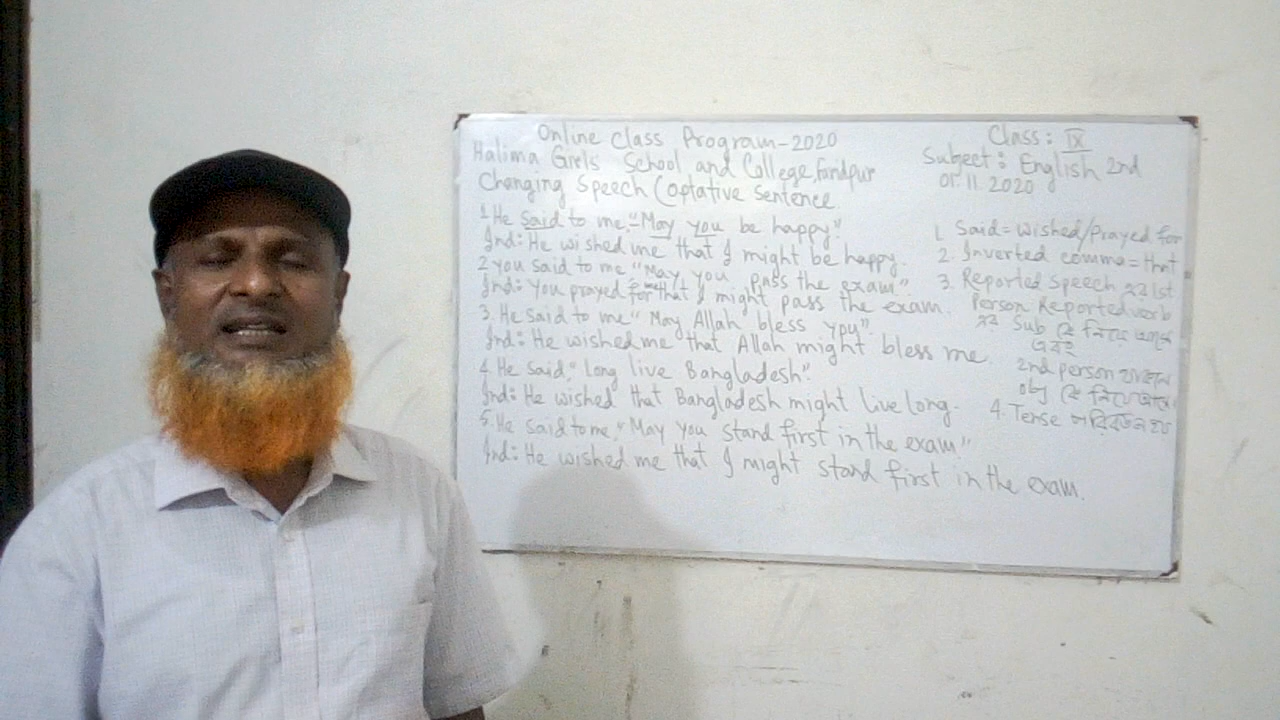 Online Class Program-2020
Halima Girls School and College, Faridpur
Changing Speech (Optative Sentence
Class: IX
Subject: English 2nd
01.11.2020
1. He said to me, "May you be happy"
Ind: He wished me that I might be happy.
2. You said to me "May you pass the exam".
Ind: You prayed for me that I might pass the exam.
3. He said to me "May Allah bless you".
Ind: He wished me that Allah might bless me.
4. He said, "Long live Bangladesh".
Ind: He wished that Bangladesh might live long.
5. He said to me, "May you stand first in the exam"
Ind: He wished me that I might stand first in the exam.
1. Said = wished/prayed for
2. Inverted comma = that
3. Reported Speech এর 1st
Person Reported verb
এর Sub কে নিয়ে আসে
এবং
2nd person থাকলে
obj কে নিয়ে আসে।
4. Tense পরিবর্তন হয়